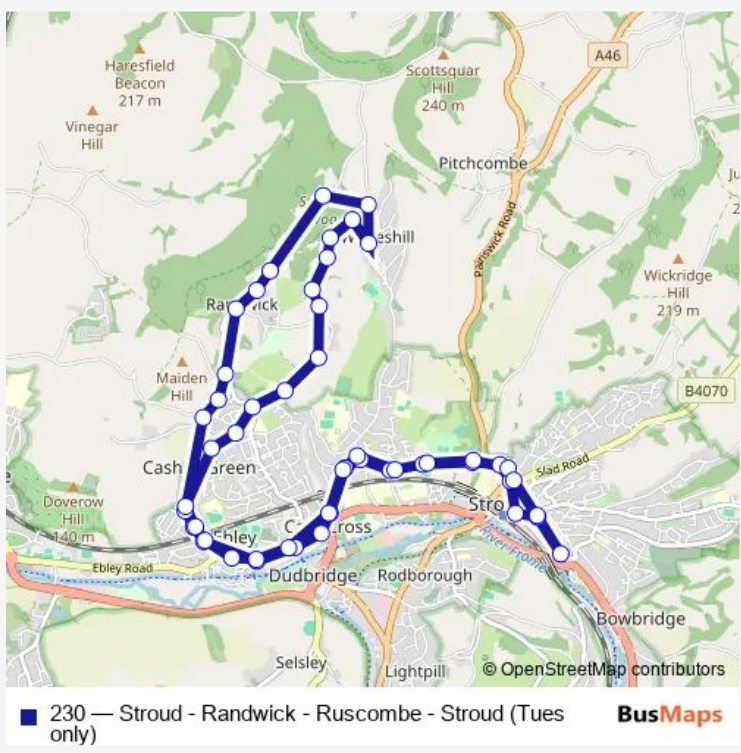 Haresfield
Beacon
217 m
Vinegar
Hill
Scottsquar
Hill
240 m
A46
Pitchcombe
Painswick Road
Wickridge
Hill
219 m
Maiden
Hill
B4070
Slad Road
Doverow
Hill
140 m
Ebley Road
Dudbridge
Rodborough
River Frome
Bowbridge
Selsley
Lightpill
© OpenStreetMap contributors
230 — Stroud - Randwick - Ruscombe - Stroud (Tues
only)
BusMaps